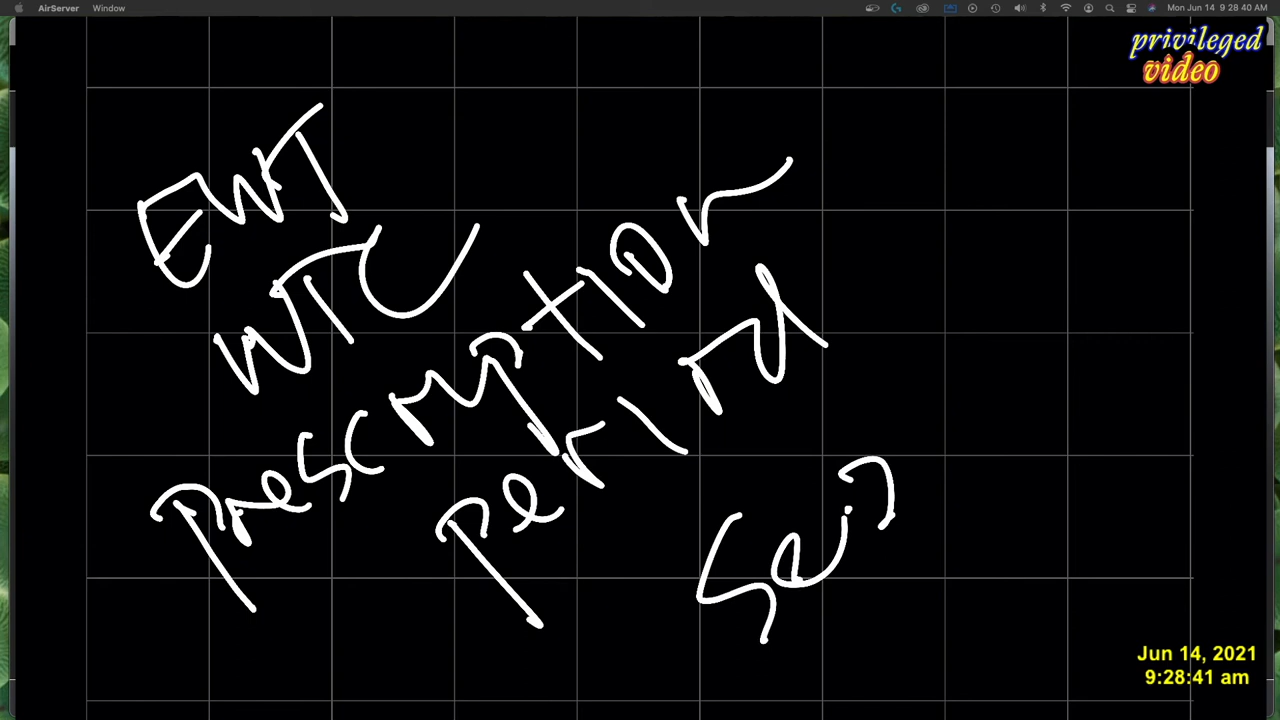 AirServer Window Mon Jun 14 9:28:40 AM
privileged
video
EWT
WTC
prescription
period
Jun 14, 2021
9:28:41 am